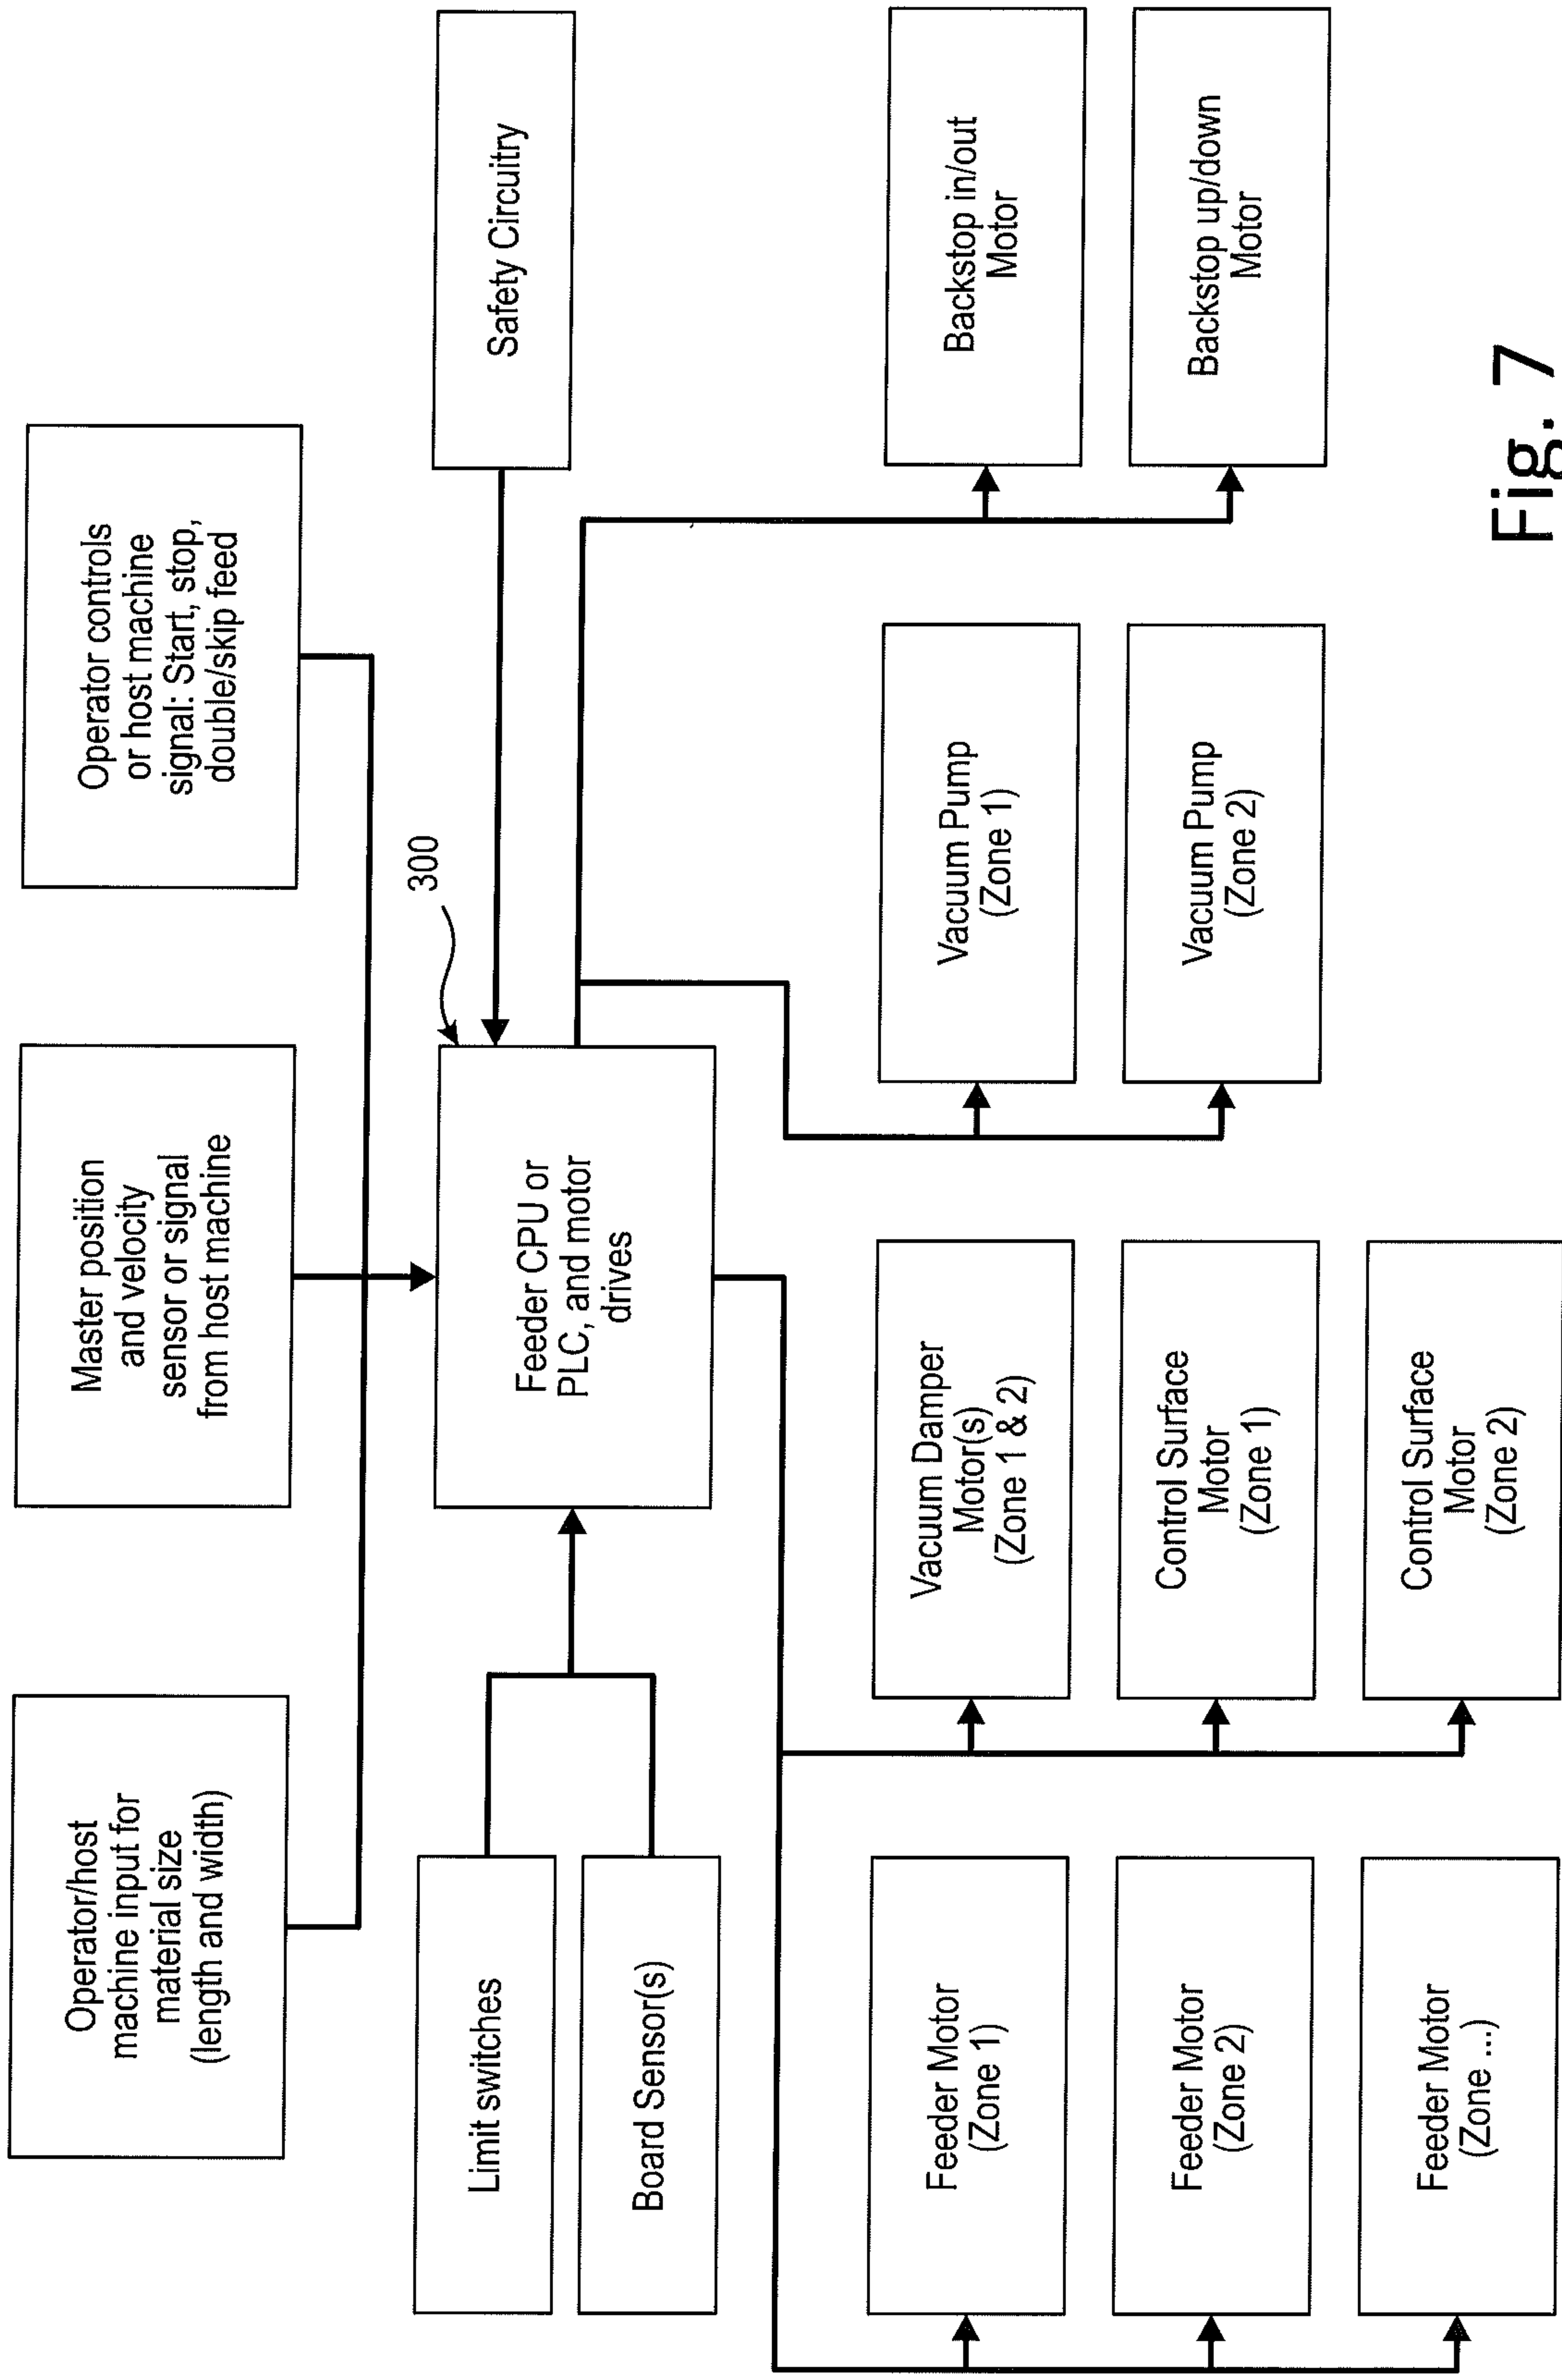 Operator/host
machine input for
material size
(length and width)
Master position
and velocity
sensor or signal
from host machine
Operator controls
or host machine
signal: Start, stop,
double/skip feed
Limit switches
Board Sensor(s)
Feeder CPU or
PLC, and motor
drives
300
Safety Circuitry
Feeder Motor
(Zone 1)
Feeder Motor
(Zone 2)
Feeder Motor
(Zone ...)
Vacuum Damper
Motor(s)
(Zone 1 & 2)
Control Surface
Motor
(Zone 1)
Control Surface
Motor
(Zone 2)
Vacuum Pump
(Zone 1)
Vacuum Pump
(Zone 2)
Backstop in/out
Motor
Backstop up/down
Motor
Fig. 7